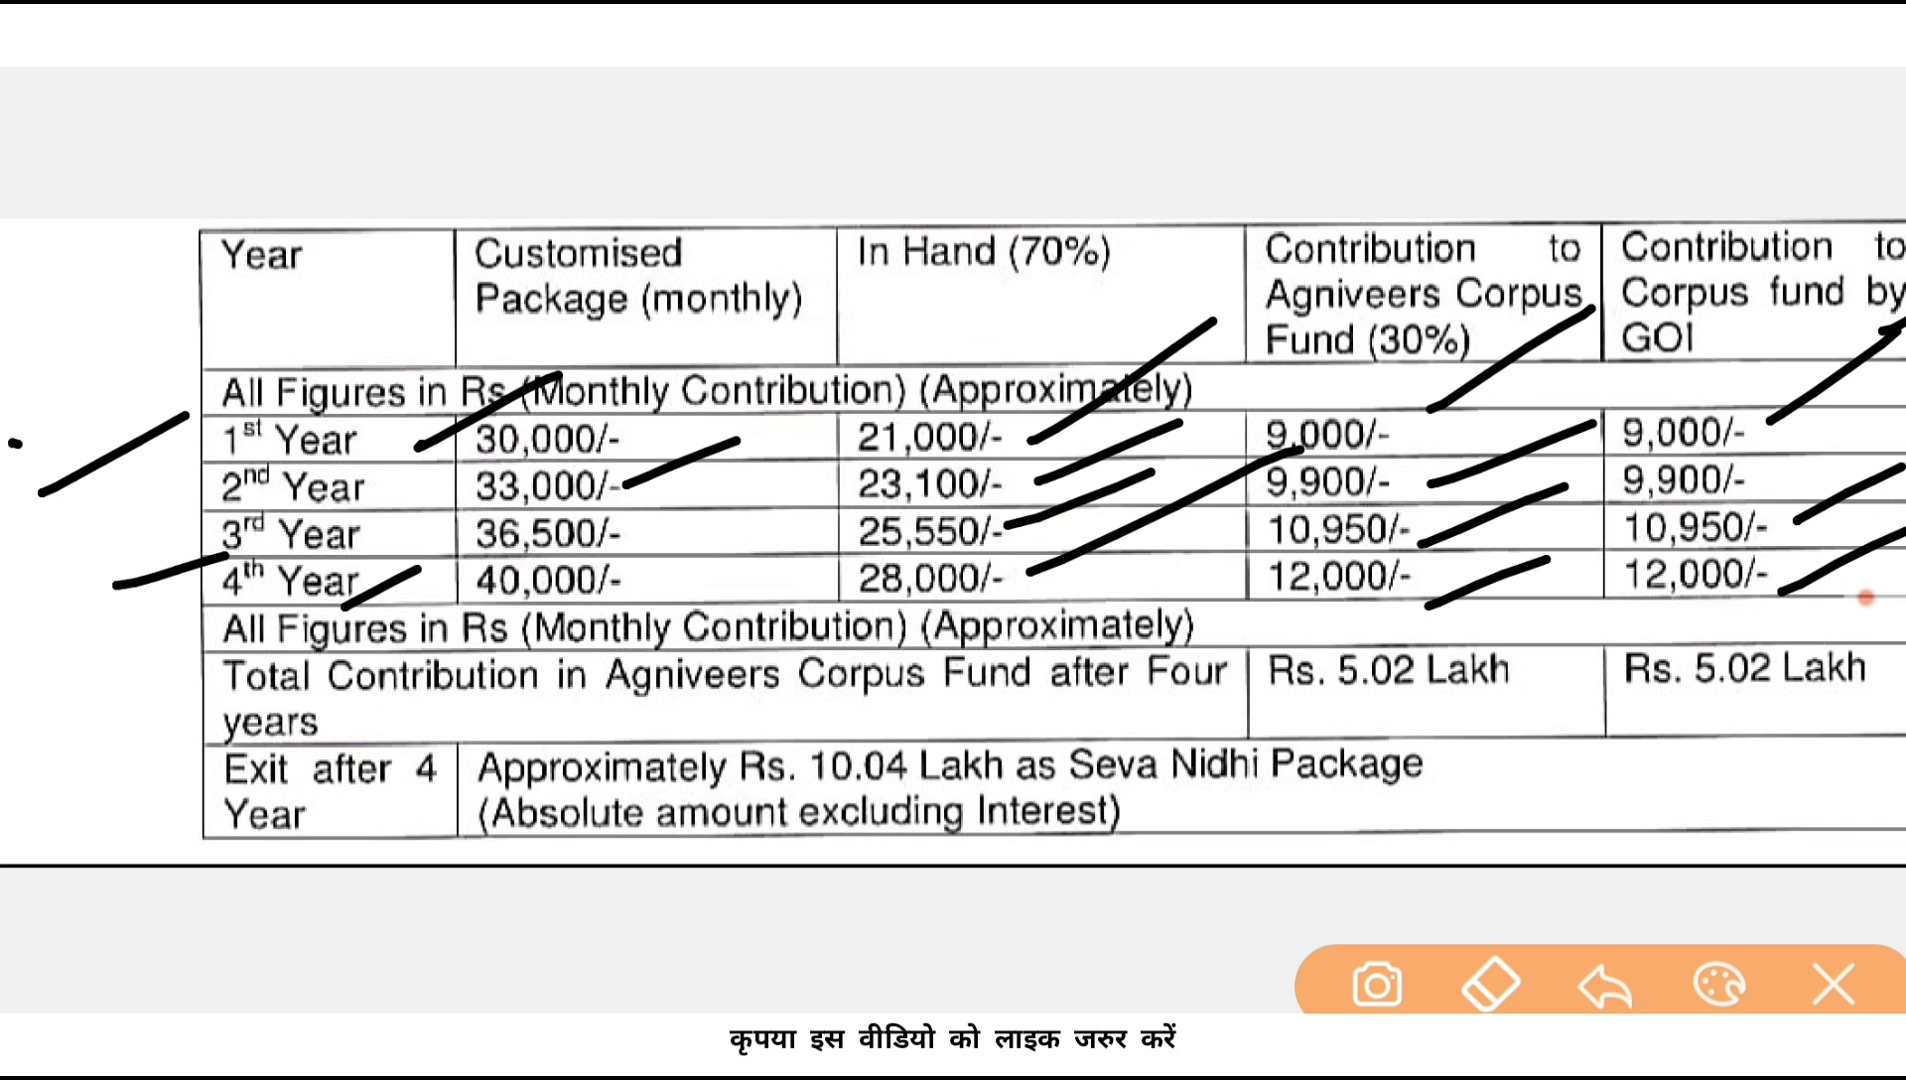 Year Customised Package (monthly) In Hand (70%) Contribution to Agniveers Corpus Fund (30%) Contribution to Corpus fund by GOI
All Figures in Rs (Monthly Contribution) (Approximately)
1st Year 30,000/- 21,000/- 9,000/- 9,000/-
2nd Year 33,000/- 23,100/- 9,900/- 9,900/-
3rd Year 36,500/- 25,550/- 10,950/- 10,950/-
4th Year 40,000/- 28,000/- 12,000/- 12,000/-
All Figures in Rs (Monthly Contribution) (Approximately)
Total Contribution in Agniveers Corpus Fund after Four years Rs. 5.02 Lakh Rs. 5.02 Lakh
Exit after 4 Year Approximately Rs. 10.04 Lakh as Seva Nidhi Package
(Absolute amount excluding Interest)
कृपया इस वीडियो को लाइक जरुर करें